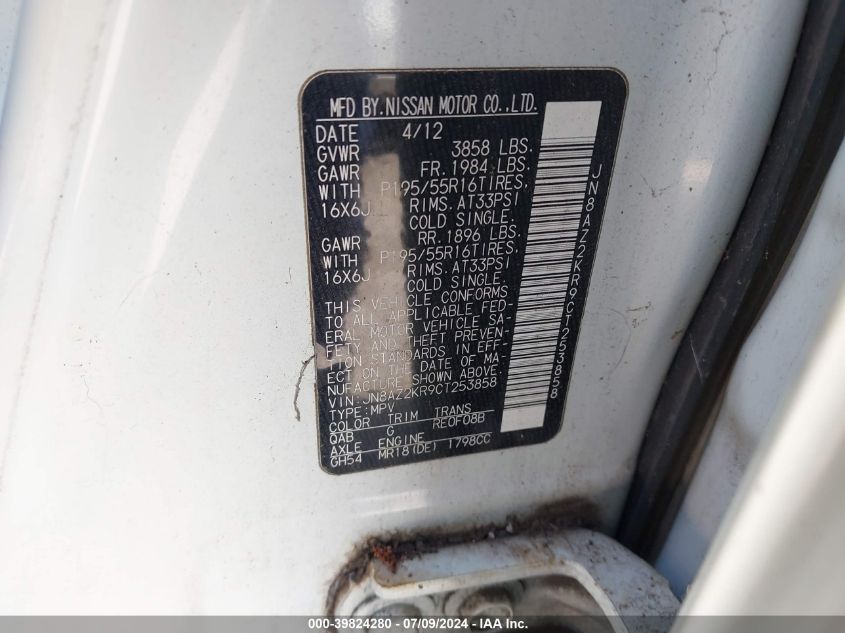 MFD BY.NISSAN MOTOR CO.,LTD.
DATE 4/12
GVWR 3858 LBS.
GAWR FR. 1984 LBS.
WITH P195/55R16TIRES,
16X6J RIMS. AT33PSI
COLD SINGLE.
GAWR RR. 1896 LBS.
WITH P195/55R16TIRES,
16X6J RIMS. AT33PSI
COLD SINGLE.
THIS VEHICLE CONFORMS
TO ALL APPLICABLE FED-
ERAL MOTOR VEHICLE SA-
FETY AND THEFT PREVEN-
TION STANDARDS IN EFF-
ECT ON THE DATE OF MA-
NUFACTURE SHOWN ABOVE.
VIN:JN8AZ2KR9CT253858
TYPE:MPV
COLOR TRIM TRANS
QAB G RE0F08B
AXLE ENGINE
GH54 MR18(DE) 1798CC
JN8AZ2KR9CT253858
000-39824280 - 07/09/2024 - IAA Inc.